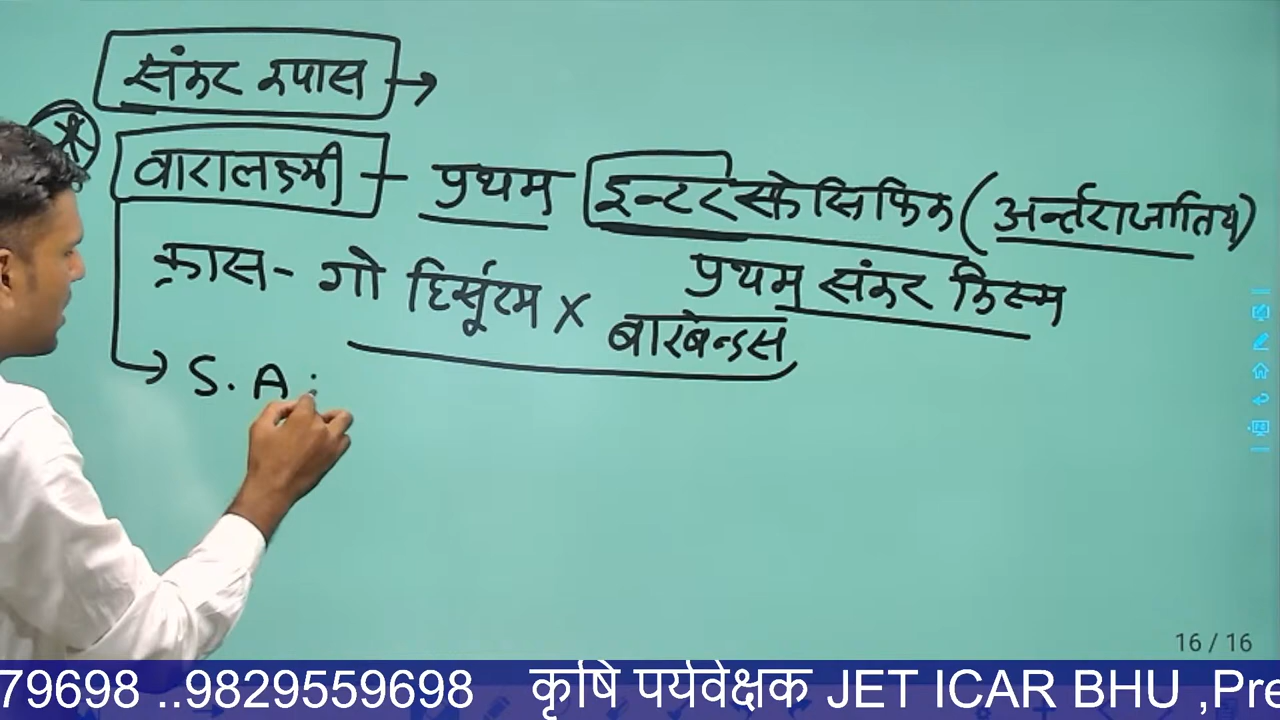 संकर कपास →
वारालक्ष्मी - प्रथम इन्टरस्फेसिफिक (अर्न्तराजातिय)
प्रथम संकर किस्म
क्रास - गो हिर्सूटम X बारबेन्डस
S. A.
16 / 16
79698 ..9829559698 कृषि पर्यवेक्षक JET ICAR BHU ,Pre